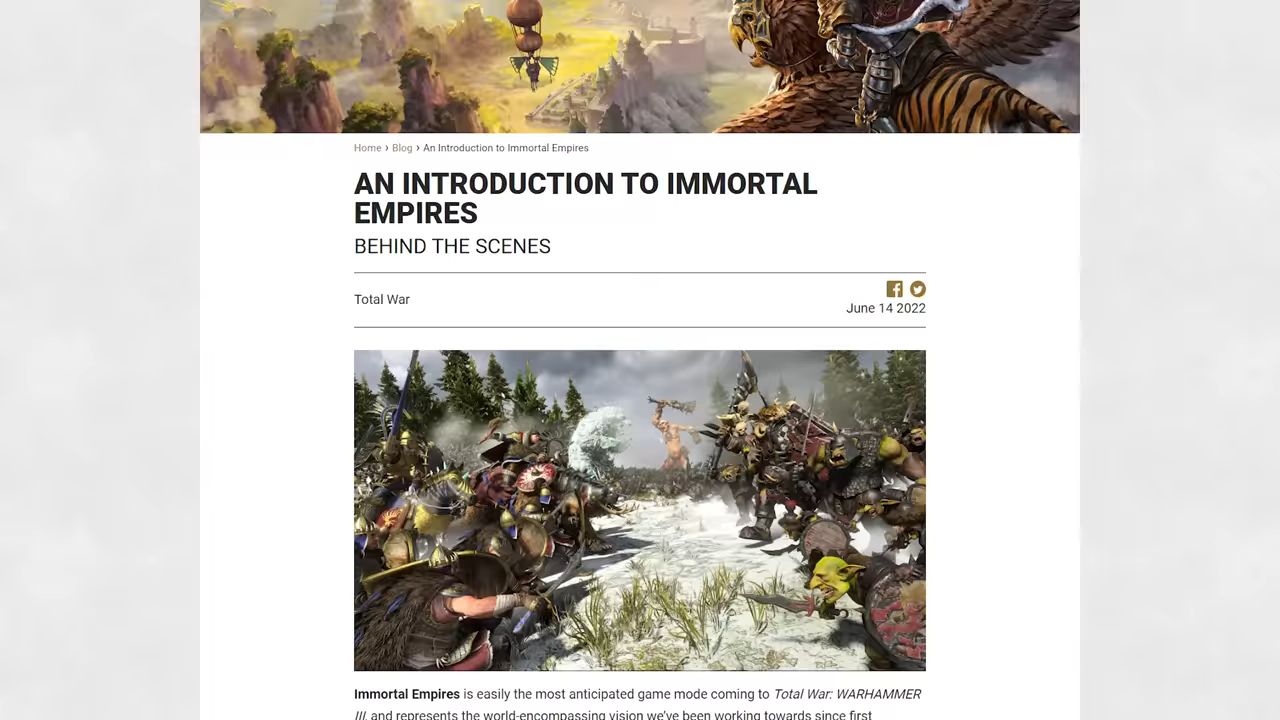 Home › Blog › An Introduction to Immortal Empires
AN INTRODUCTION TO IMMORTAL
EMPIRES
BEHIND THE SCENES
Total War
June 14 2022
Immortal Empires is easily the most anticipated game mode coming to Total War: WARHAMMER
III, and represents the world-encompassing vision we've been working towards since first